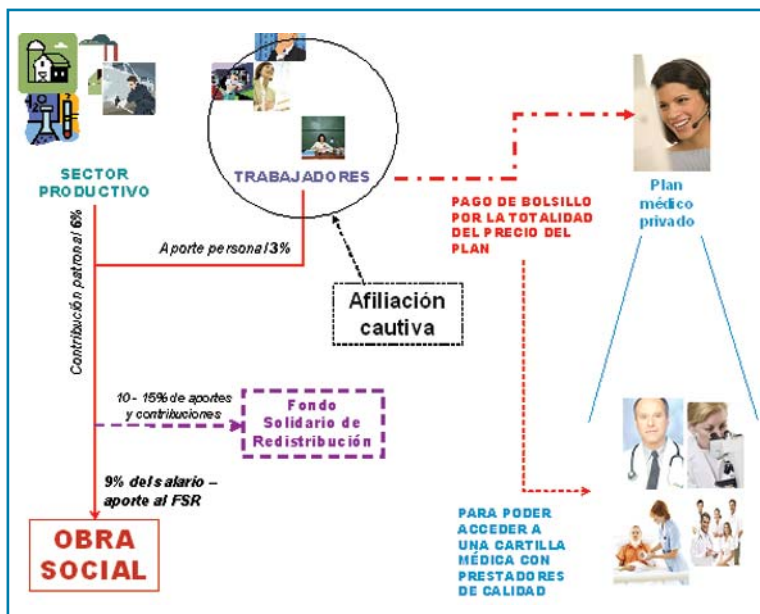 SECTOR
PRODUCTIVO
TRABAJADORES
Contribución patronal 6%
Aporte personal 3%
Afiliación
cautiva
10 - 15% de aportes
y contribuciones
Fondo
Solidario de
Redistribución
9% del salario –
aporte al FSR
OBRA
SOCIAL
PAGO DE BOLSILLO
POR LA TOTALIDAD
DEL PRECIO DEL
PLAN
Plan
médico
privado
PARA PODER
ACCEDER A
UNA CARTILLA
MÉDICA CON
PRESTADORES
DE CALIDAD